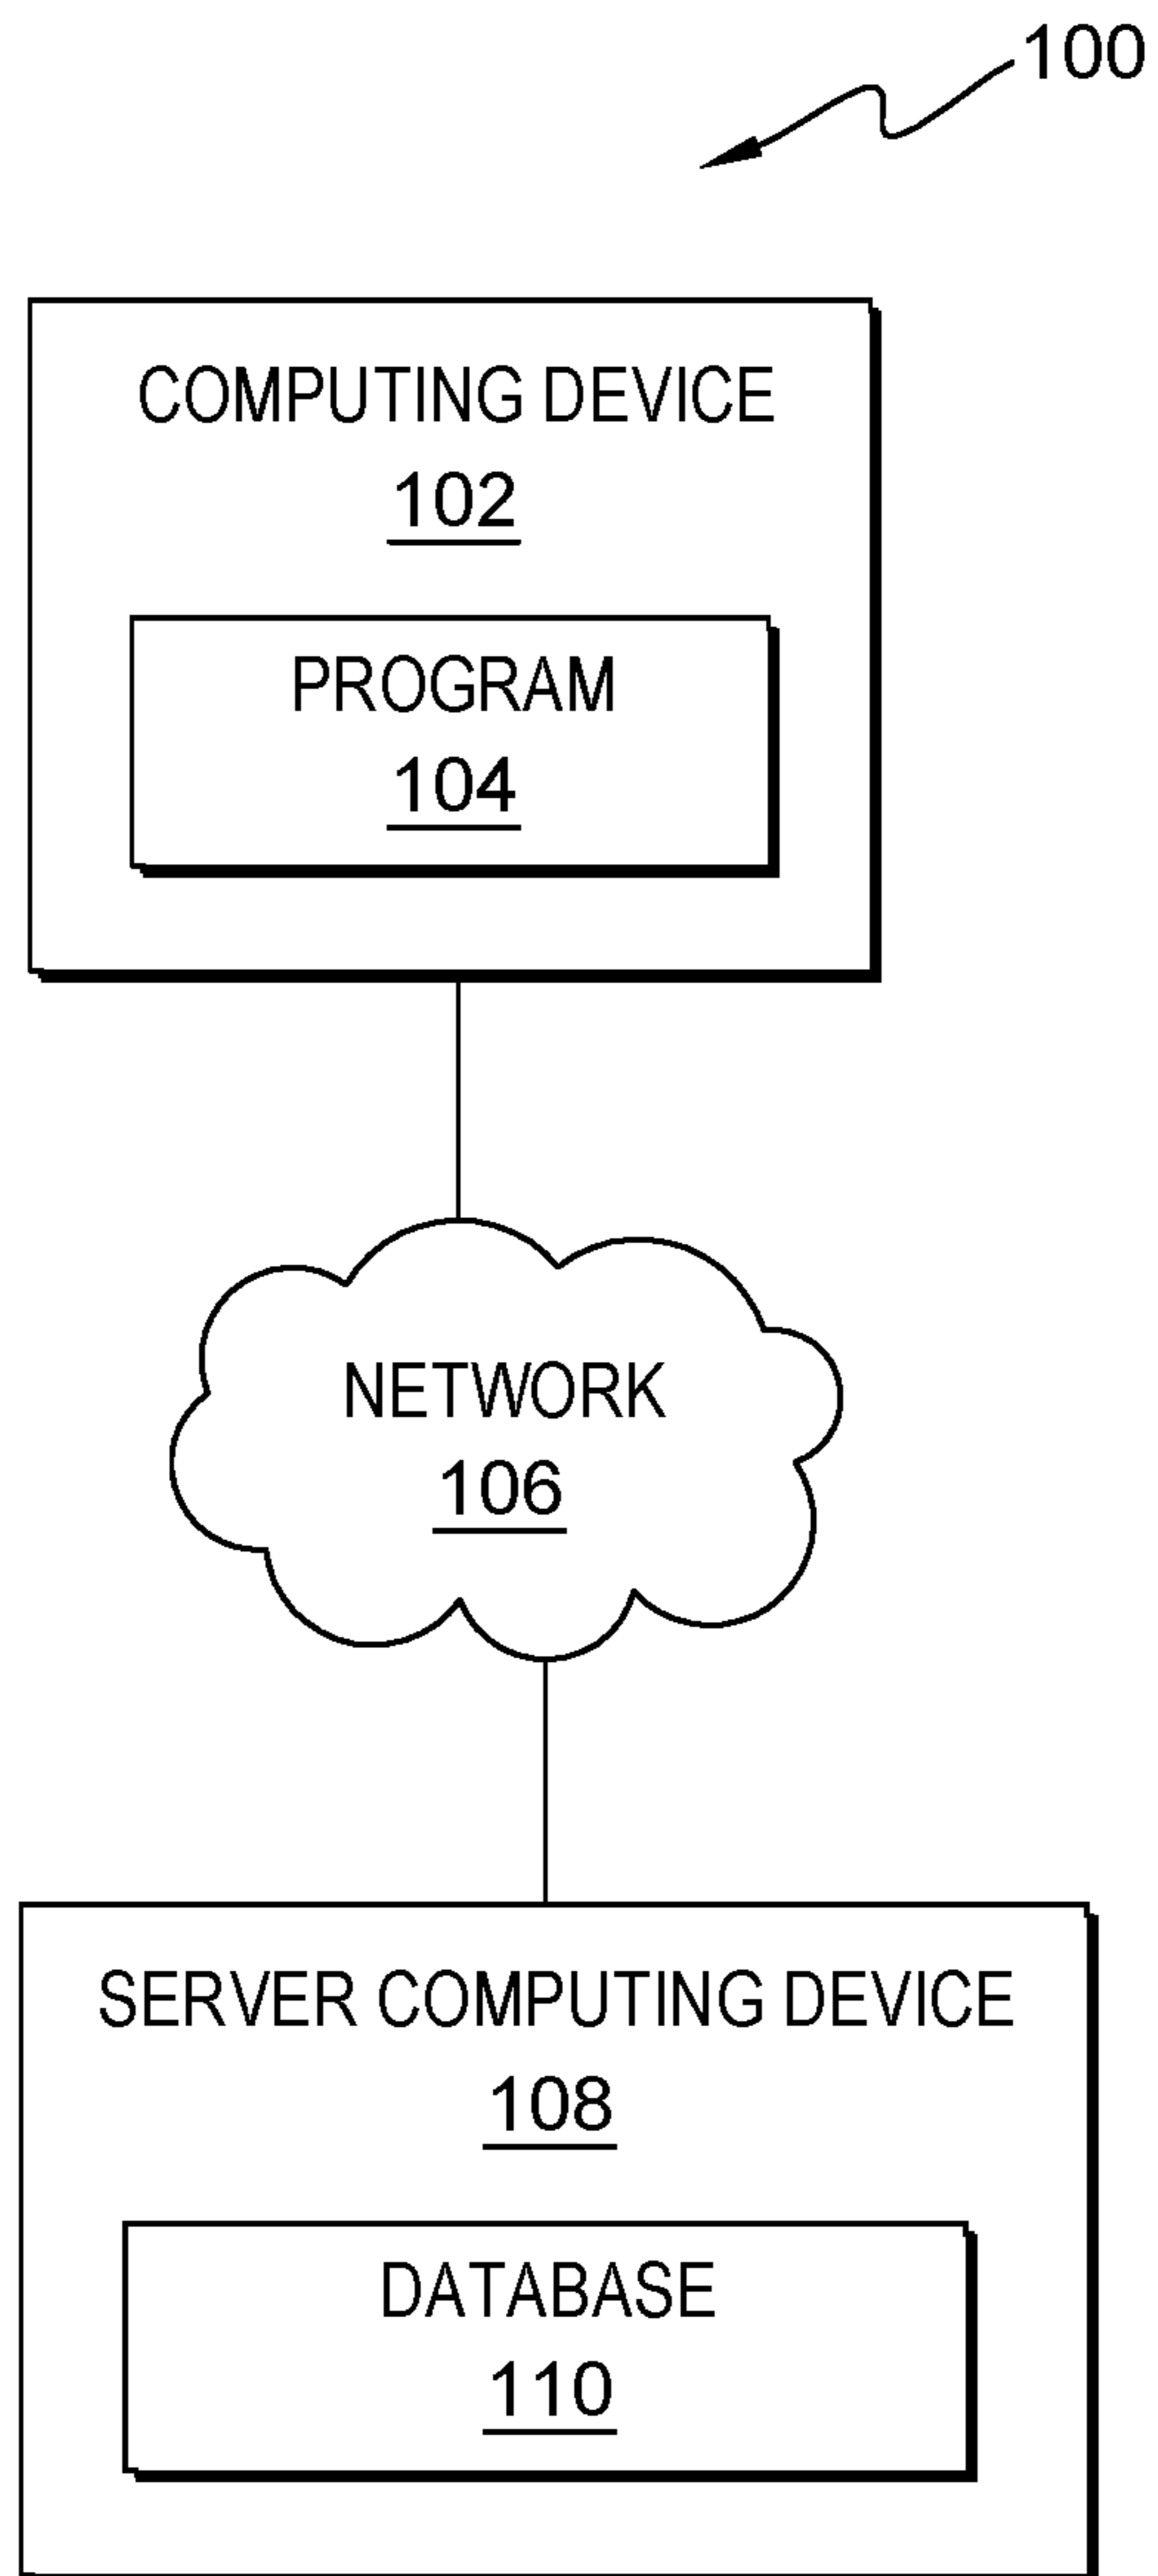 100
COMPUTING DEVICE
102
PROGRAM
104
NETWORK
106
SERVER COMPUTING DEVICE
108
DATABASE
110